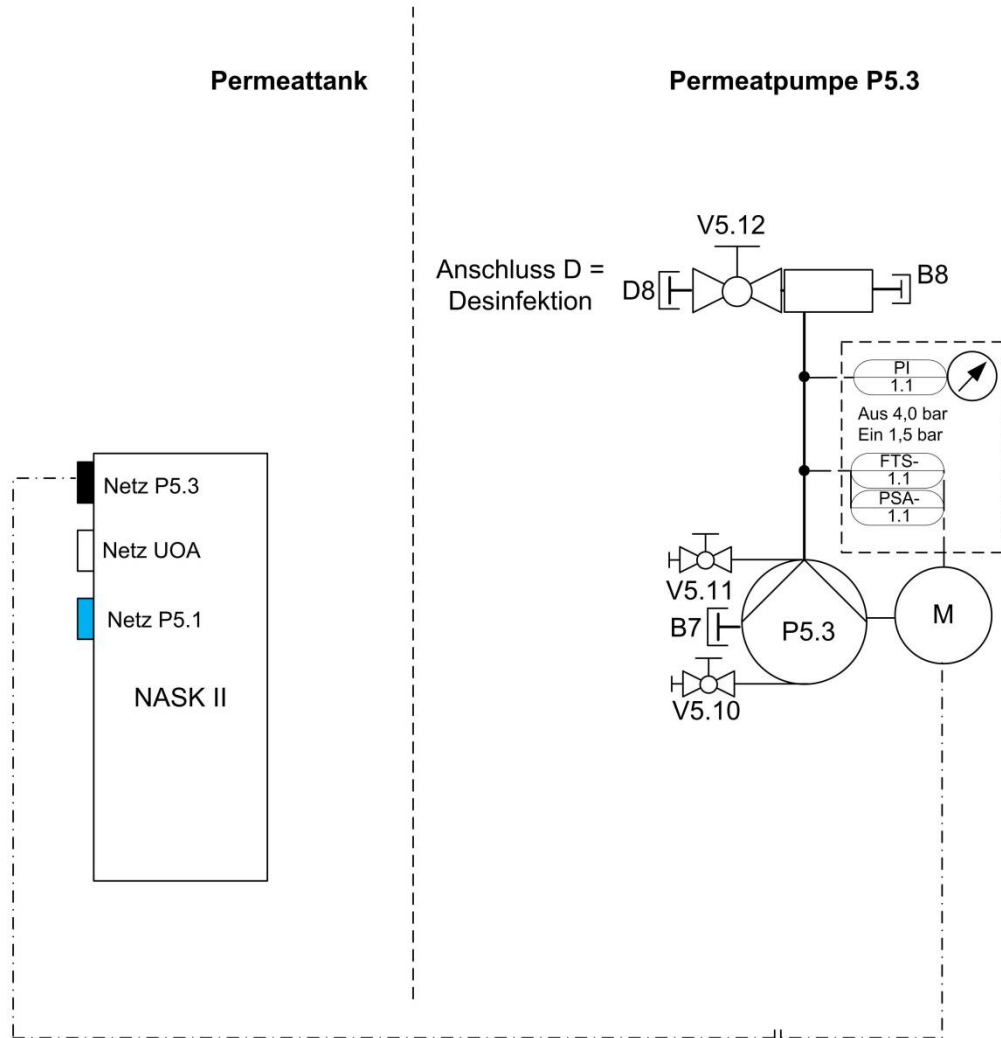 Permeattank
Permeatpumpe P5.3
V5.12
Anschluss D =
Desinfektion
D8
B8
PI
1.1
Aus 4,0 bar
Ein 1,5 bar
FTS-
1.1
PSA-
1.1
Netz P5.3
Netz UOA
Netz P5.1
NASK II
V5.11
B7
P5.3
M
V5.10